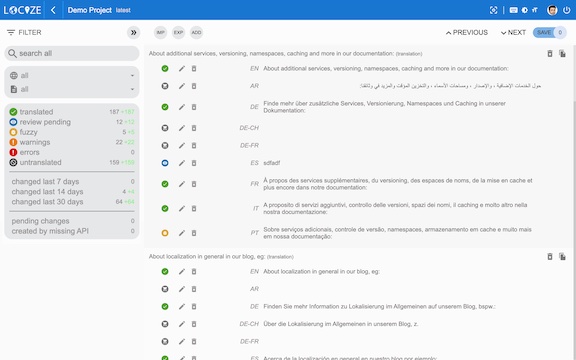 LOCIZE Demo Project latest
FILTER
IMP EXP ADD
PREVIOUS NEXT SAVE 0
search all
all
all
translated 187 +187
review pending 12 +12
fuzzy 5 +5
warnings 22 +22
errors 0
untranslated 159 +159
changed last 7 days 0
changed last 14 days 4 +4
changed last 30 days 64 +64
pending changes 0
created by missing API 0
About additional services, versioning, namespaces, caching and more in our documentation: (translation)
EN About additional services, versioning, namespaces, caching and more in our documentation:
AR حول الخدمات الإضافية ، والإصدار ، ومساحات الأسماء ، والتخزين المؤقت والمزيد في وثائقنا:
DE Finde mehr über zusätzliche Services, Versionierung, Namespaces und Caching in unserer
Dokumentation:
DE-CH
DE-FR
ES sdfadf
FR À propos des services supplémentaires, du versioning, des espaces de noms, de la mise en cache et
plus encore dans notre documentation:
IT A proposito di servizi aggiuntivi, controllo delle versioni, spazi dei nomi, il caching e molto altro nella
nostra documentazione:
PT Sobre serviços adicionais, controle de versão, namespaces, armazenamento em cache e muito mais
em nossa documentação:
About localization in general in our blog, eg: (translation)
EN About localization in general in our blog, eg:
AR
DE Finden Sie mehr Information zu Lokalisierung im Allgemeinen auf unserem Blog, bspw.:
DE-CH Über die Lokalisierung im Allgemeinen in unserem Blog, z.
DE-FR
ES Acerca de la localización en general en nuestro blog por ejemplo: